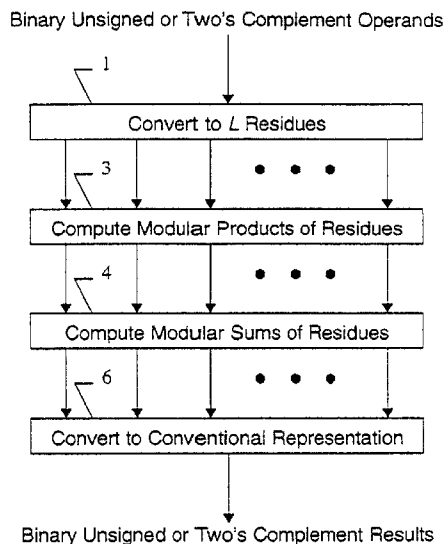 Binary Unsigned or Two's Complement Operands
1
Convert to L Residues
3
Compute Modular Products of Residues
4
Compute Modular Sums of Residues
6
Convert to Conventional Representation
Binary Unsigned or Two's Complement Results